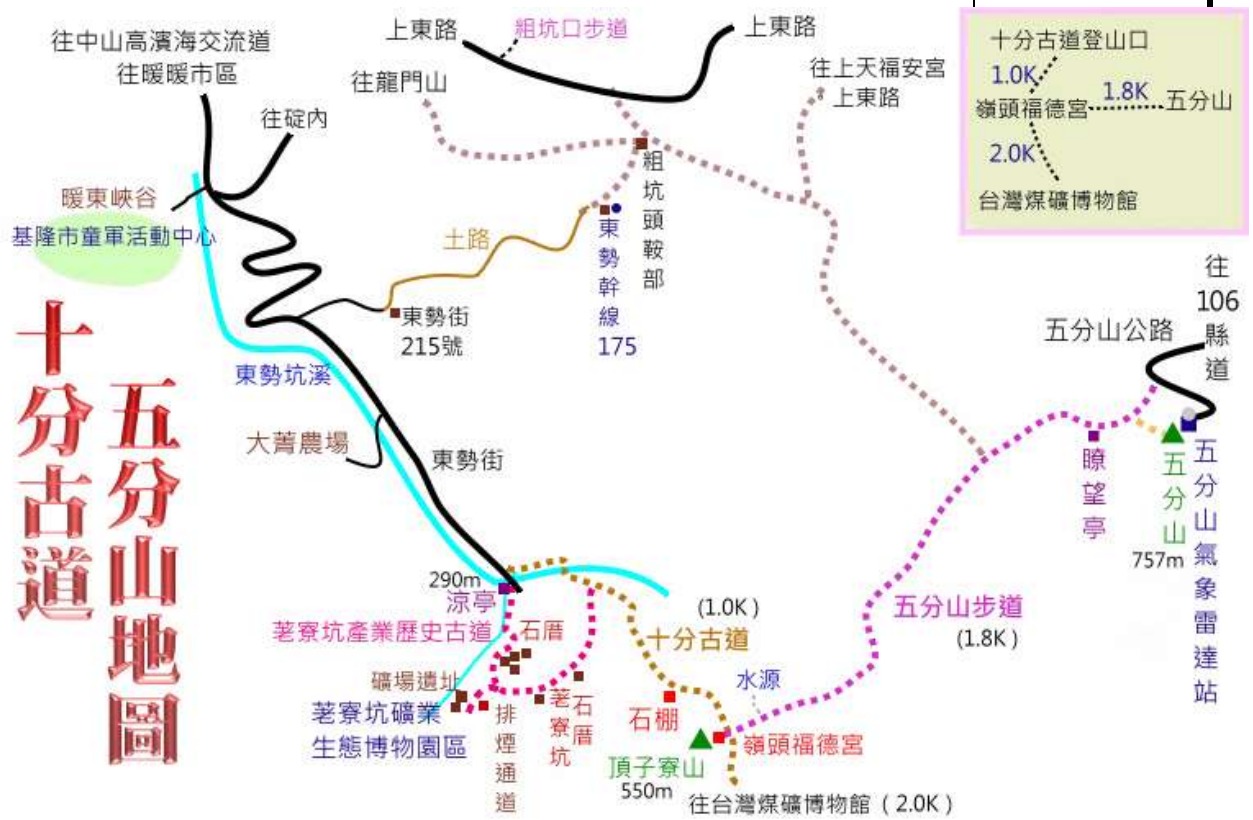 往中山高濱海交流道
往暖暖市區
往碇內
暖東峽谷
基隆市童軍活動中心
上東路
粗坑口步道
上東路
往龍門山
往上天福安宮
上東路
粗坑頭鞍部
土路
東勢幹線175
東勢街
215號
十分古道登山口
1.0K
嶺頭福德宮
1.8K
五分山
2.0K
台灣煤礦博物館
往106縣道
五分山公路
瞭望亭
五分山
757m
五分山氣象雷達站
十分古道
五分山地圖
東勢坑溪
大菁農場
東勢街
290m
涼亭
荖寮坑產業歷史古道
石厝
礦場遺址
荖寮坑礦業
生態博物園區
排煙通道
荖寮坑
石厝
(1.0K)
十分古道
石棚
水源
五分山步道
(1.8K)
嶺頭福德宮
頂子寮山
550m
往台灣煤礦博物館(2.0K)